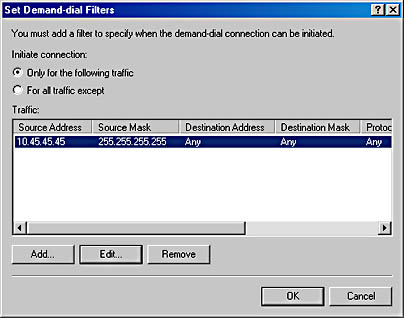 Set Demand-dial Filters
You must add a filter to specify when the demand-dial connection can be initiated.
Initiate connection:
Only for the following traffic
For all traffic except
Traffic:
Source Address Source Mask Destination Address Destination Mask Protoc
10.45.45.45 255.255.255.255 Any Any Any
Add... Edit... Remove
OK Cancel